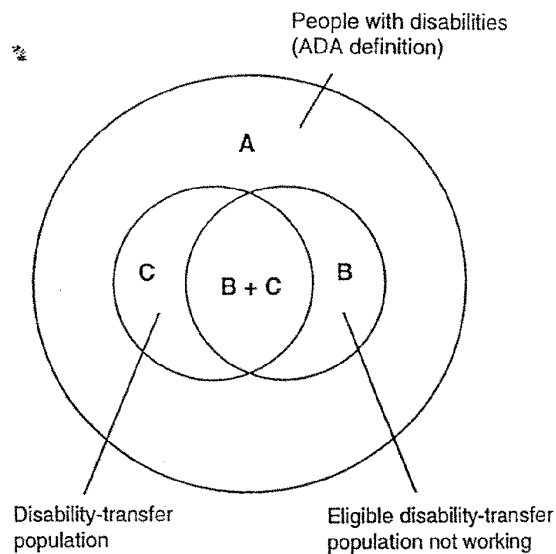 People with disabilities
(ADA definition)
A
C
B + C
B
Disability-transfer
population
Eligible disability-transfer
population not working